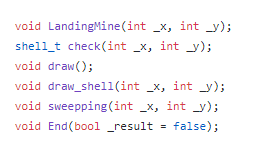 void LandingMine(int _x, int _y);
shell_t check(int _x, int _y);
void draw();
void draw_shell(int _x, int _y);
void sweepping(int _x, int _y);
void End(bool _result = false);